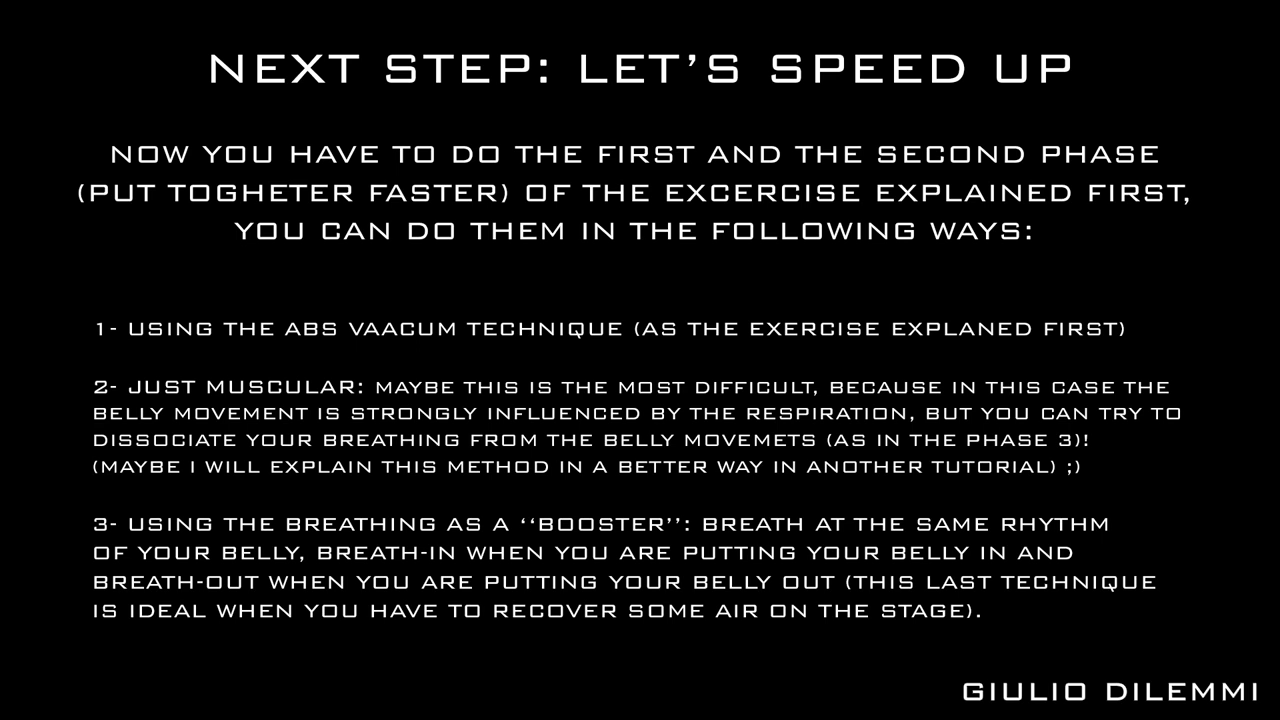 NEXT STEP: LET'S SPEED UP
NOW YOU HAVE TO DO THE FIRST AND THE SECOND PHASE
(PUT TOGHETER FASTER) OF THE EXCERCISE EXPLAINED FIRST,
YOU CAN DO THEM IN THE FOLLOWING WAYS:
1- USING THE ABS VAACUM TECHNIQUE (AS THE EXERCISE EXPLANED FIRST)
2- JUST MUSCULAR: MAYBE THIS IS THE MOST DIFFICULT, BECAUSE IN THIS CASE THE
BELLY MOVEMENT IS STRONGLY INFLUENCED BY THE RESPIRATION, BUT YOU CAN TRY TO
DISSOCIATE YOUR BREATHING FROM THE BELLY MOVEMETS (AS IN THE PHASE 3)!
(MAYBE I WILL EXPLAIN THIS METHOD IN A BETTER WAY IN ANOTHER TUTORIAL) ;)
3- USING THE BREATHING AS A ‘‘BOOSTER’’: BREATH AT THE SAME RHYTHM
OF YOUR BELLY, BREATH-IN WHEN YOU ARE PUTTING YOUR BELLY IN AND
BREATH-OUT WHEN YOU ARE PUTTING YOUR BELLY OUT (THIS LAST TECHNIQUE
IS IDEAL WHEN YOU HAVE TO RECOVER SOME AIR ON THE STAGE).
GIULIO DILEMMI